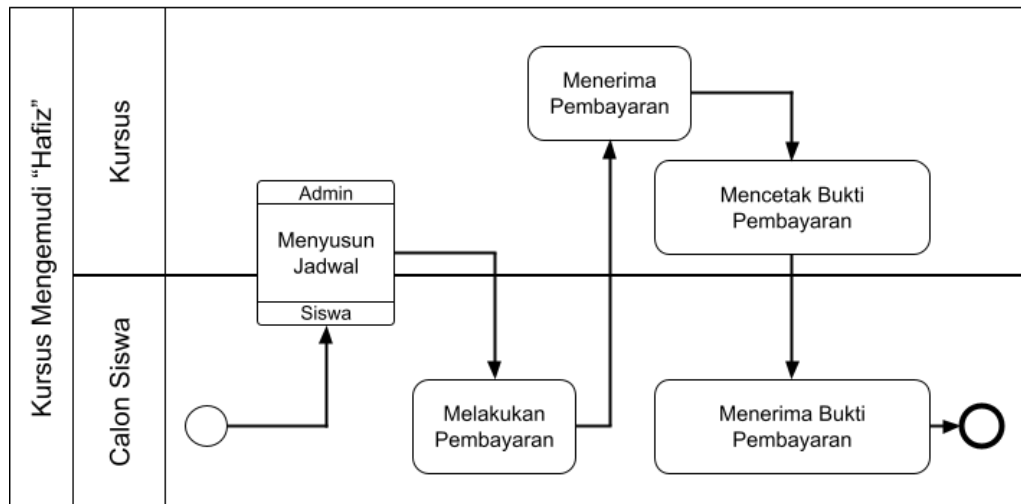 Kursus Mengemudi “Hafiz”
Kursus
Calon Siswa
Admin
Menyusun
Jadwal
Siswa
Melakukan
Pembayaran
Menerima
Pembayaran
Mencetak Bukti
Pembayaran
Menerima Bukti
Pembayaran